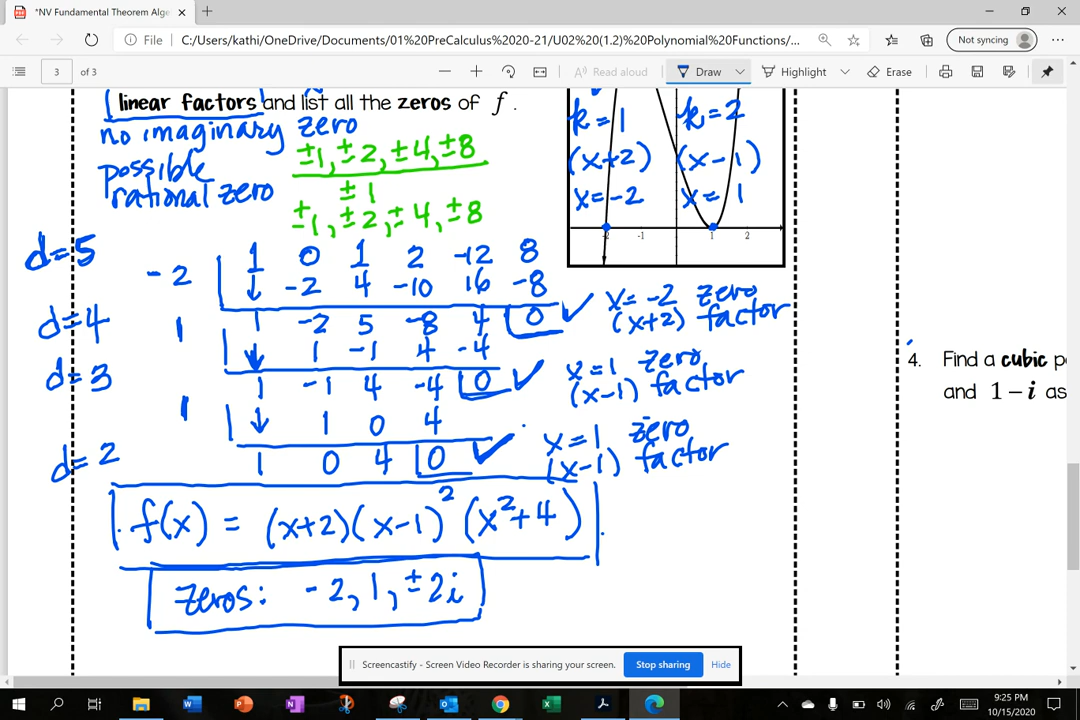 *NV Fundamental Theorem Alge
File C:/Users/kathi/OneDrive/Documents/01%20PreCalculus%202020-21/U02%20(1.2)%20Polynomial%20Functions/... Not syncing
3 of 3 Read aloud Draw Highlight Erase
linear factors and list all the zeros of f .
no imaginary zero
possible
rational zero
±1, ±2, ±4, ±8
±1
±1, ±2, ±4, ±8
k=1 k=2
(x+2) (x-1)
x=-2 x= 1
-2 -1 1 2
d=5
-2 1 0 1 2 -12 8
↓ -2 4 -10 16 -8
d=4 1 1 -2 5 -8 4 0 ✓ x=-2 zero
(x+2) factor
↓ 1 -1 4 -4
d=3 1 -1 4 -4 0 ✓ x=1 zero
(x-1) factor
1 ↓ 1 0 4
d=2 1 0 4 0 ✓ x=1 zero
(x-1) factor
f(x) = (x+2)(x-1)² (x²+4)
zeros: -2, 1, ±2i
4. Find a cubic p
and 1 – i as
Screencastify - Screen Video Recorder is sharing your screen. Stop sharing Hide
9:25 PM
10/15/2020